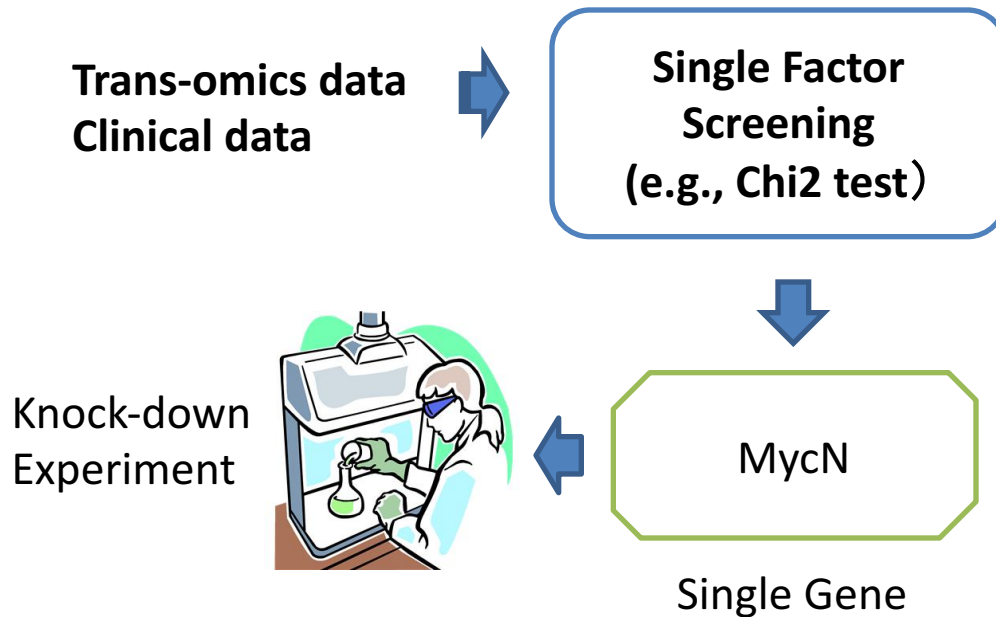 Trans-omics data
Clinical data
Single Factor
Screening
(e.g., Chi2 test）
MycN
Single Gene
Knock-down
Experiment